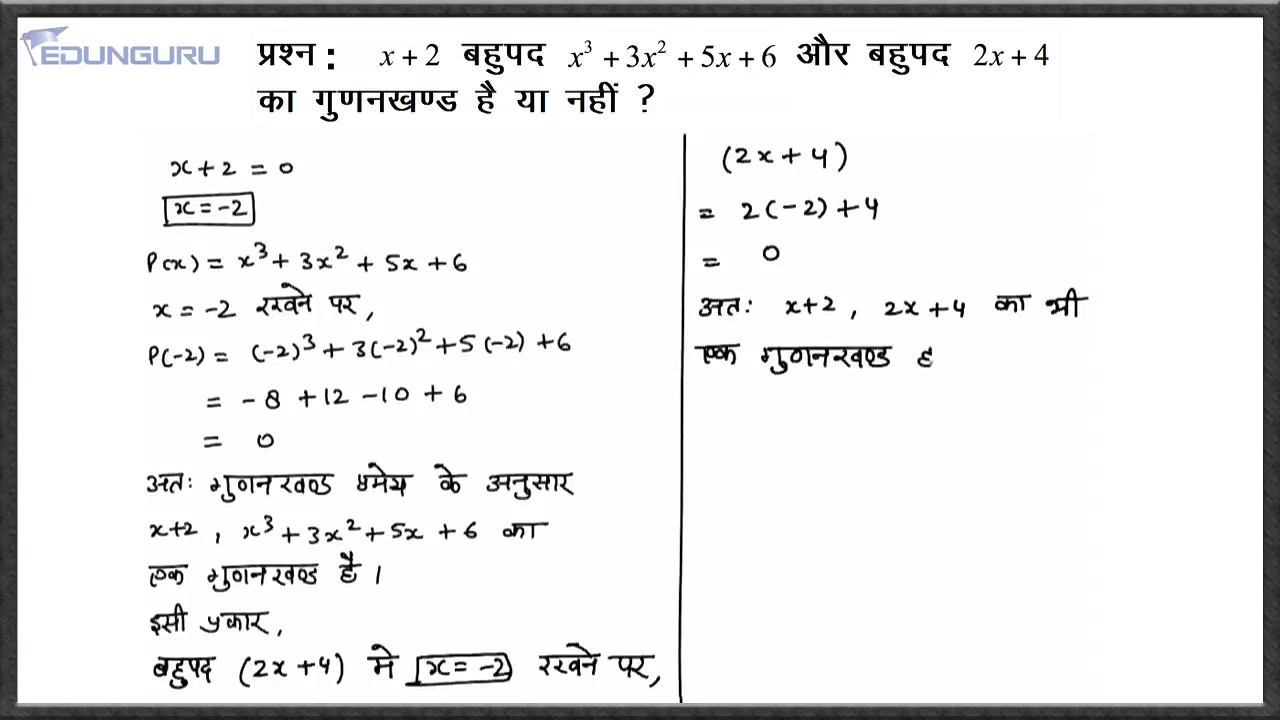 EDUNGURU
प्रश्न : x + 2 बहुपद x³ + 3x² + 5x + 6 और बहुपद 2x + 4
का गुणनखण्ड है या नहीं ?
x + 2 = 0
x = -2
P(x) = x³ + 3x² + 5x + 6
x = -2 रखने पर,
P(-2) = (-2)³ + 3(-2)² + 5(-2) + 6
= - 8 + 12 - 10 + 6
= 0
अतः गुणनखण्ड प्रमेय के अनुसार
x+2 , x³ + 3x² + 5x + 6 का
एक गुणनखण्ड है ।
इसी प्रकार,
बहुपद (2x + 4) मे x = -2 रखने पर,
(2x + 4)
= 2(-2) + 4
= 0
अतः x+2 , 2x + 4 का भी
एक गुणनखण्ड ह